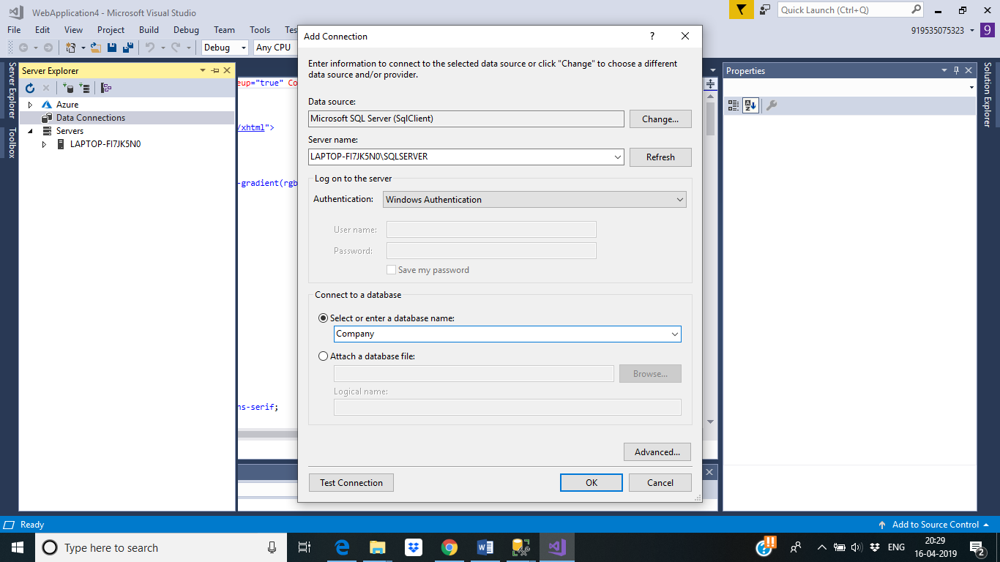 WebApplication4 - Microsoft Visual Studio
Quick Launch (Ctrl+Q)
File Edit View Project Build Debug Team Tools Tes
919535075323
9
Debug Any CPU
Server Explorer
Toolbox
Server Explorer
Azure
Data Connections
Servers
LAPTOP-FI7JK5N0
eup="true" Co
/xhtml">
-gradient(rgb
ns-serif;
Add Connection
?
Enter information to connect to the selected data source or click "Change" to choose a different
data source and/or provider.
Data source:
Microsoft SQL Server (SqlClient)
Change...
Server name:
LAPTOP-FI7JK5N0\SQLSERVER
Refresh
Log on to the server
Authentication: Windows Authentication
User name:
Password:
Save my password
Connect to a database
Select or enter a database name:
Company
Attach a database file:
Browse...
Logical name:
Advanced...
Test Connection OK Cancel
Properties
Solution Explorer
Ready
Add to Source Control
Type here to search
ENG
20:29
16-04-2019
2